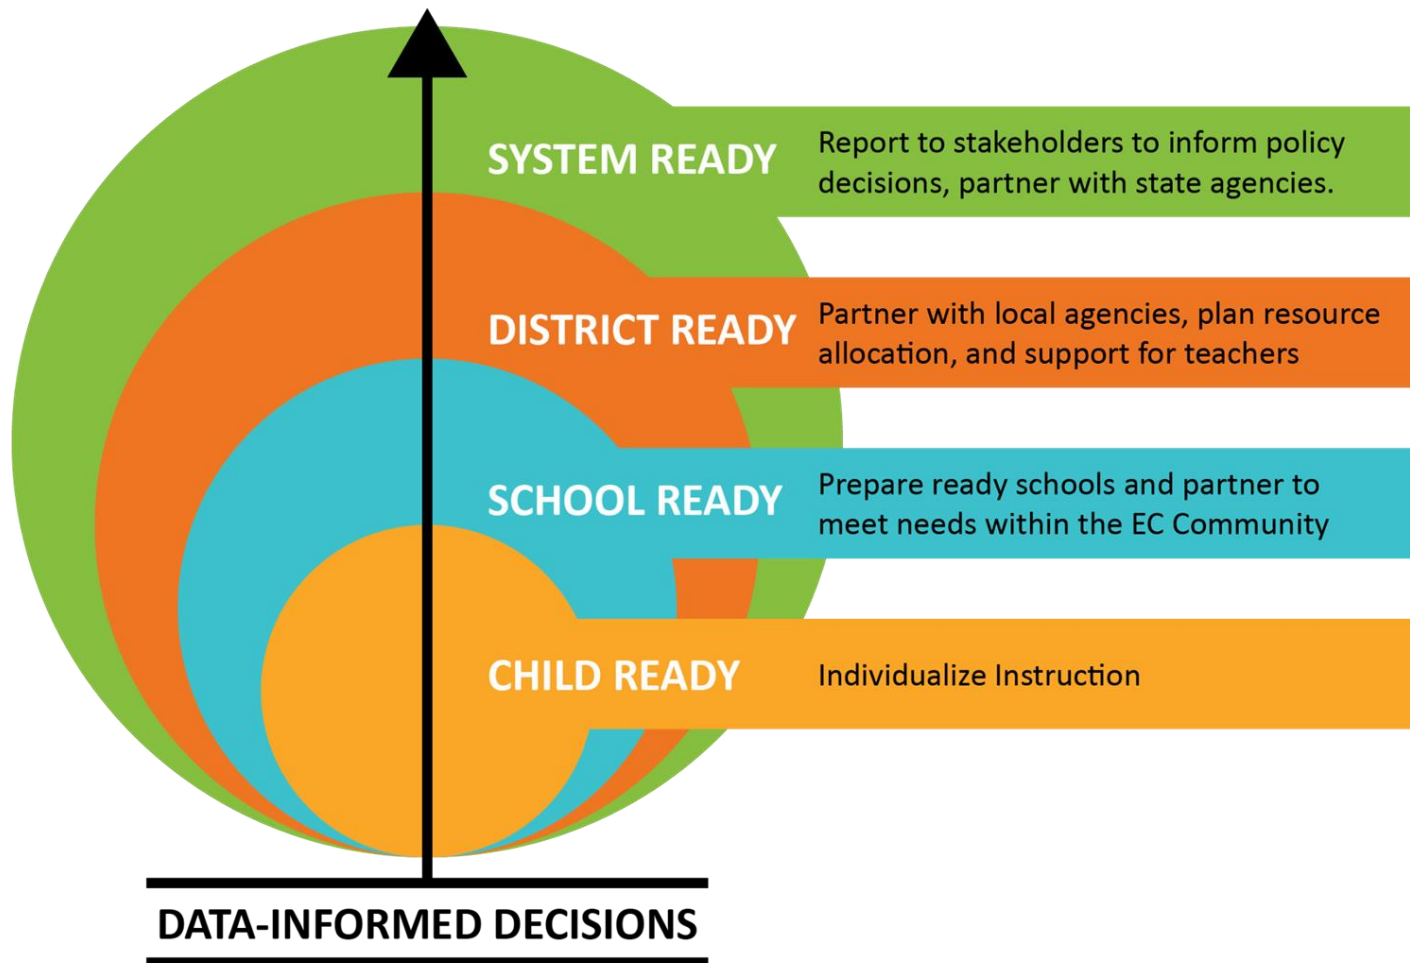 SYSTEM READY
Report to stakeholders to inform policy
decisions, partner with state agencies.
DISTRICT READY
Partner with local agencies, plan resource
allocation, and support for teachers
SCHOOL READY
Prepare ready schools and partner to
meet needs within the EC Community
CHILD READY
Individualize Instruction
DATA-INFORMED DECISIONS